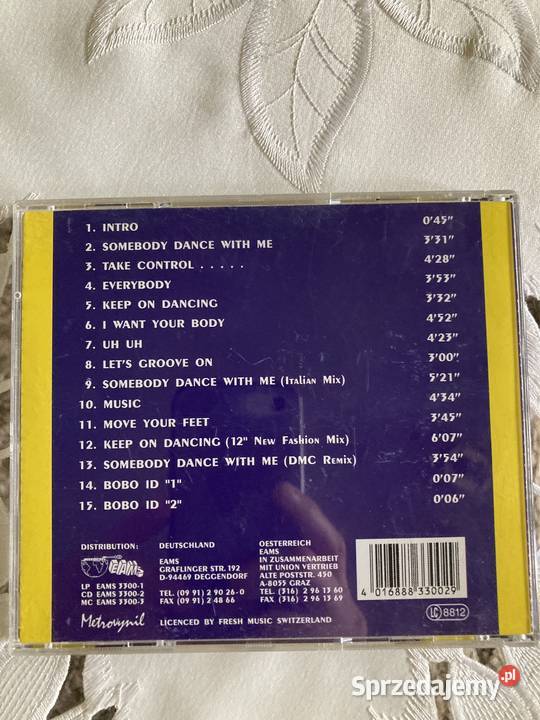 1. INTRO 0'45"
2. SOMEBODY DANCE WITH ME 3'31"
3. TAKE CONTROL . . . . . 4'28"
4. EVERYBODY 3'53"
5. KEEP ON DANCING 3'32"
6. I WANT YOUR BODY 4'52"
7. UH UH 4'23"
8. LET'S GROOVE ON 3'00"
9. SOMEBODY DANCE WITH ME (Italian Mix) 5'21"
10. MUSIC 4'34"
11. MOVE YOUR FEET 3'45"
12. KEEP ON DANCING (12" New Fashion Mix) 6'07"
13. SOMEBODY DANCE WITH ME (DMC Remix) 3'54"
14. BOBO ID "1" 0'07"
15. BOBO ID "2" 0'06"
DISTRIBUTION:
EAMS
LP EAMS 3300-1
CD EAMS 3300-2
MC EAMS 3300-3
DEUTSCHLAND
EAMS
GRAFLINGER STR. 192
D-94469 DEGGENDORF
TEL. (09 91) 2 90 26-0
FAX (09 91) 2 48 66
OESTERREICH
EAMS
IN ZUSAMMENARBEIT
MIT UNION VERTRIEB
ALTE POSTSTR. 450
A-8055 GRAZ
TEL. (316) 2 96 13 60
FAX (316) 2 96 13 69
4 016888 330029
LC 8812
Metrovynil LICENCED BY FRESH MUSIC SWITZERLAND
Sprzedajemy.pl